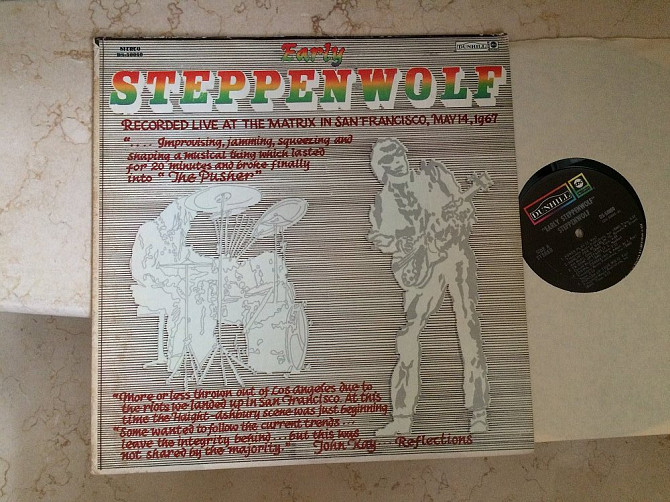 STEREO
DS-50060
Early
DUNHILL abc
STEPPENWOLF
RECORDED LIVE AT THE MATRIX IN SAN FRANCISCO, MAY 14, 1967
".... Improvising, jamming, squeezing and
shaping a musical thing which lasted
for 20 minutes and broke finally
into "The Pusher"
"More or less thrown out of Los Angeles due to
the riots we landed up in San Francisco. At this
time the Haight-Ashbury scene was just beginning
"Some wanted to follow the current trends...
leave the integrity behind... but this was
not shared by the majority." John Kay... Reflections
DUNHILL abc
"EARLY STEPPENWOLF"
STEPPENWOLF